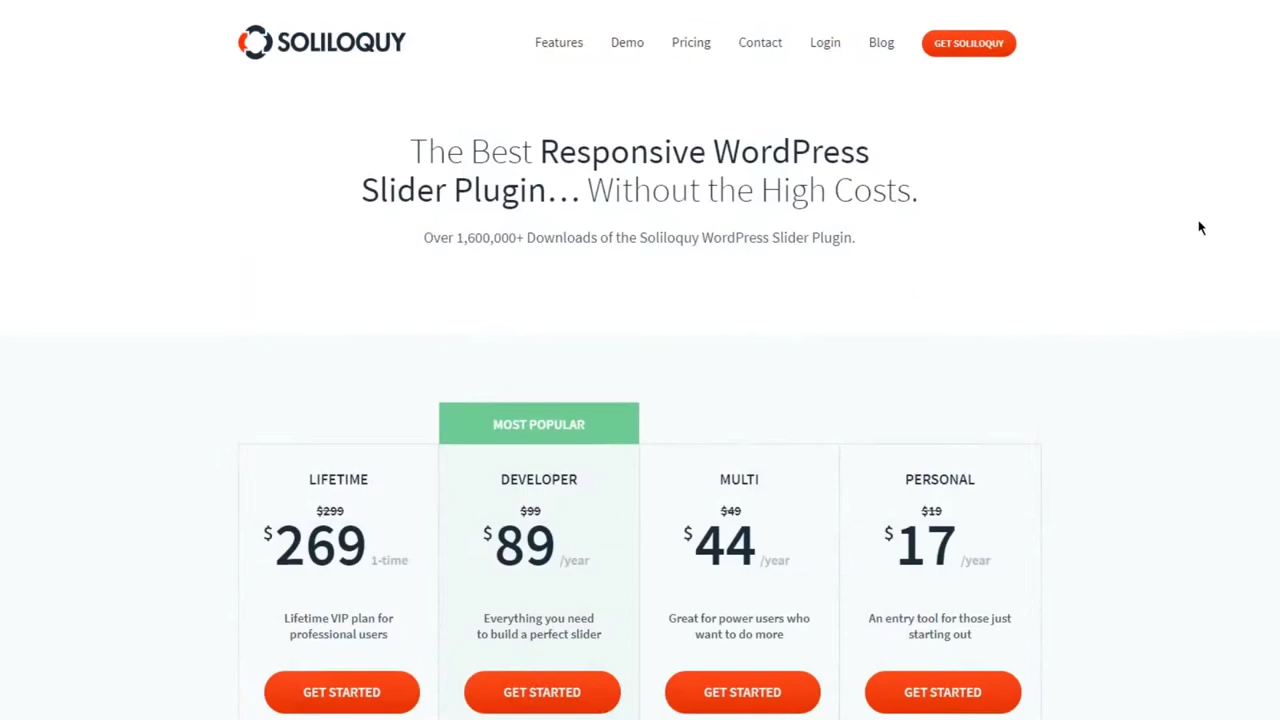 SOLILOQUY
Features Demo Pricing Contact Login Blog GET SOLILOQUY
The Best Responsive WordPress
Slider Plugin... Without the High Costs.
Over 1,600,000+ Downloads of the Soliloquy WordPress Slider Plugin.
MOST POPULAR
LIFETIME
$299
$269 1-time
Lifetime VIP plan for
professional users
GET STARTED
DEVELOPER
$99
$89 /year
Everything you need
to build a perfect slider
GET STARTED
MULTI
$49
$44 /year
Great for power users who
want to do more
GET STARTED
PERSONAL
$19
$17 /year
An entry tool for those just
starting out
GET STARTED